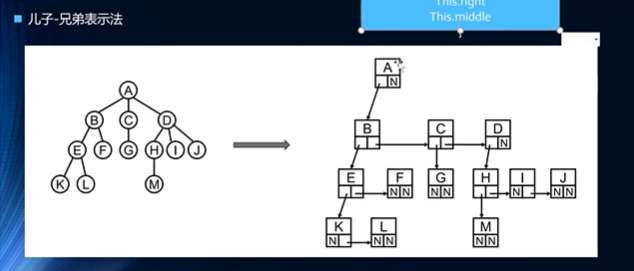 This.right
This.middle
儿子-兄弟表示法
A
B C D
E F G H I J
K L M
A
N
B C D
N
E F G H I J
N N N N N N N
K L M
N N N N N